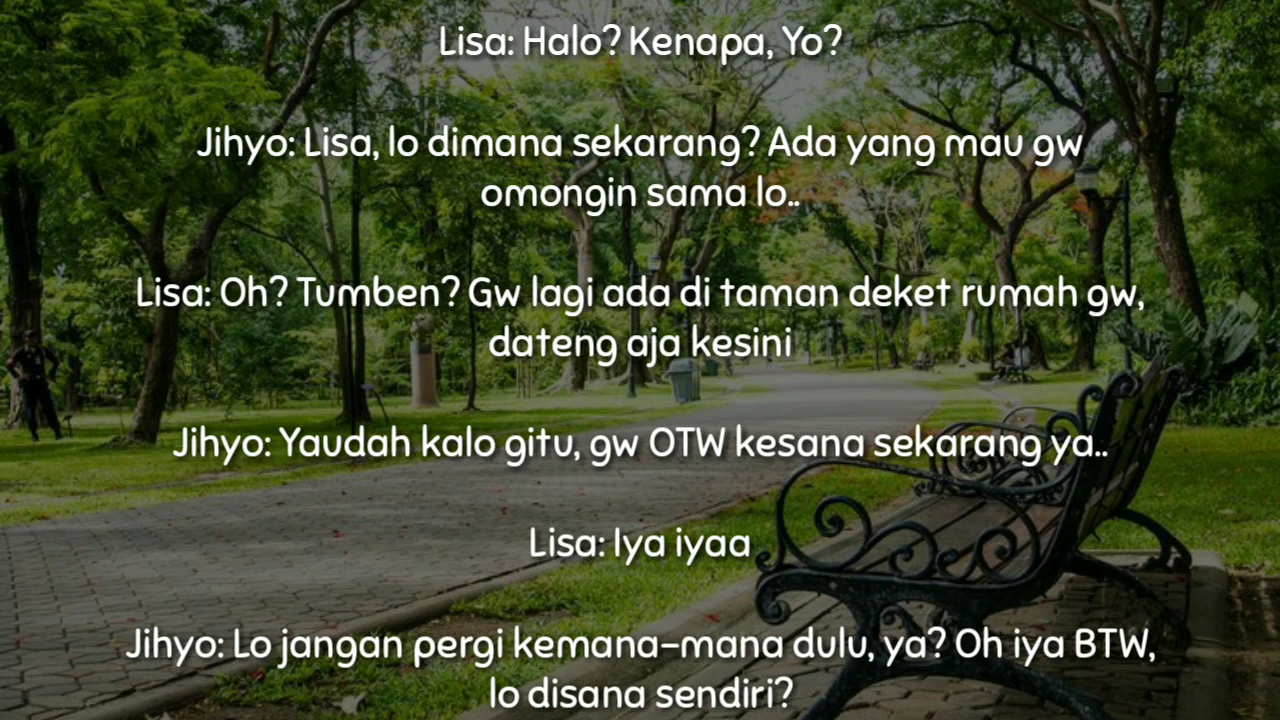 Lisa: Halo? Kenapa, Yo?
Jihyo: Lisa, lo dimana sekarang? Ada yang mau gw
omongin sama lo..
Lisa: Oh? Tumben? Gw lagi ada di taman deket rumah gw,
dateng aja kesini
Jihyo: Yaudah kalo gitu, gw OTW kesana sekarang ya..
Lisa: Iya iyaa
Jihyo: Lo jangan pergi kemana-mana dulu, ya? Oh iya BTW,
lo disana sendiri?